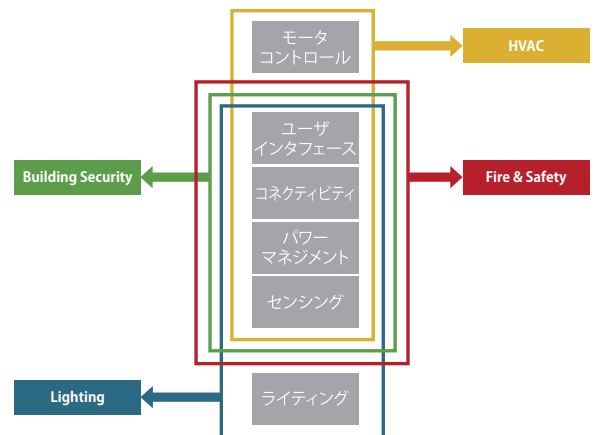 モータ
コントロール
HVAC
ユーザ
インタフェース
Building Security
コネクティビティ
Fire & Safety
パワー
マネジメント
センシング
Lighting
ライティング